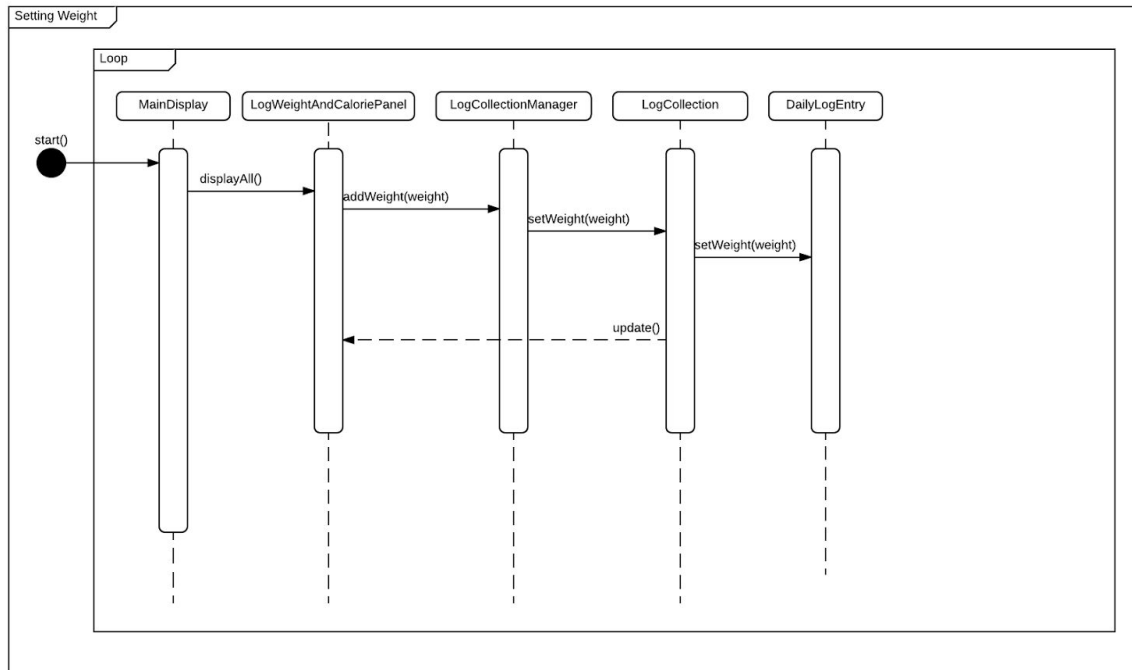 Setting Weight
Loop
MainDisplay
LogWeightAndCaloriePanel
LogCollectionManager
LogCollection
DailyLogEntry
start()
displayAll()
addWeight(weight)
setWeight(weight)
setWeight(weight)
update()